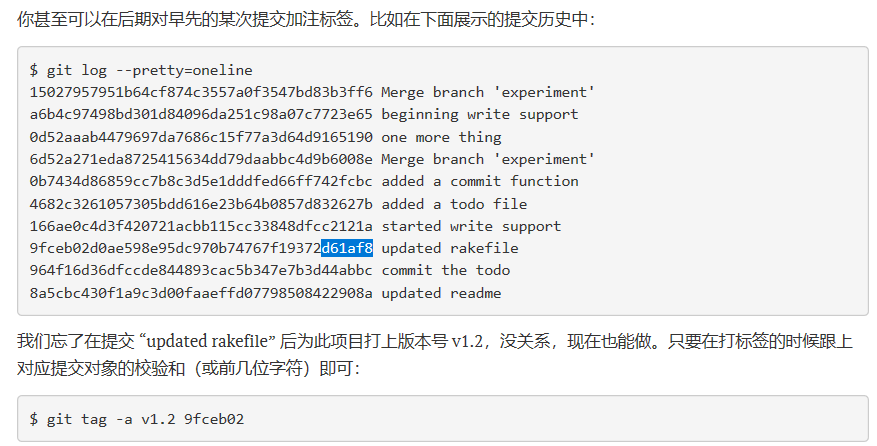 你甚至可以在后期对早先的某次提交加注标签。比如在下面展示的提交历史中：
$ git log --pretty=oneline
15027957951b64cf874c3557a0f3547bd83b3ff6 Merge branch 'experiment'
a6b4c97498bd301d84096da251c98a07c7723e65 beginning write support
0d52aaab4479697da7686c15f77a3d64d9165190 one more thing
6d52a271eda8725415634dd79daabbc4d9b6008e Merge branch 'experiment'
0b7434d86859cc7b8c3d5e1dddfed66ff742fcbc added a commit function
4682c3261057305bdd616e23b64b0857d832627b added a todo file
166ae0c4d3f420721acbb115cc33848dfcc2121a started write support
9fceb02d0ae598e95dc970b74767f19372d61af8 updated rakefile
964f16d36dfccde844893cac5b347e7b3d44abbc commit the todo
8a5cbc430f1a9c3d00faaeffd07798508422908a updated readme
我们忘了在提交 “updated rakefile” 后为此项目打上版本号 v1.2，没关系，现在也能做。只要在打标签的时候跟上
对应提交对象的校验和（或前几位字符）即可：
$ git tag -a v1.2 9fceb02